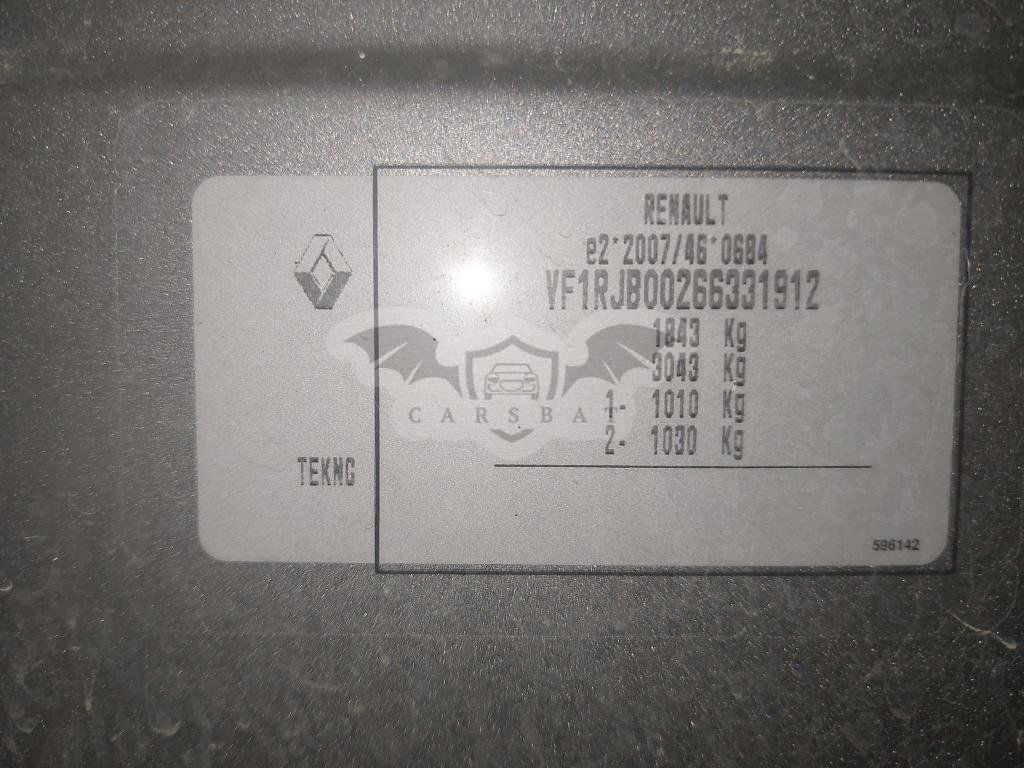 RENAULT
e2*2007/46*0684
VF1RJB00266331912
1843 Kg
3043 Kg
1- 1010 Kg
2- 1030 Kg
TEKNG
596142
CARSBAT